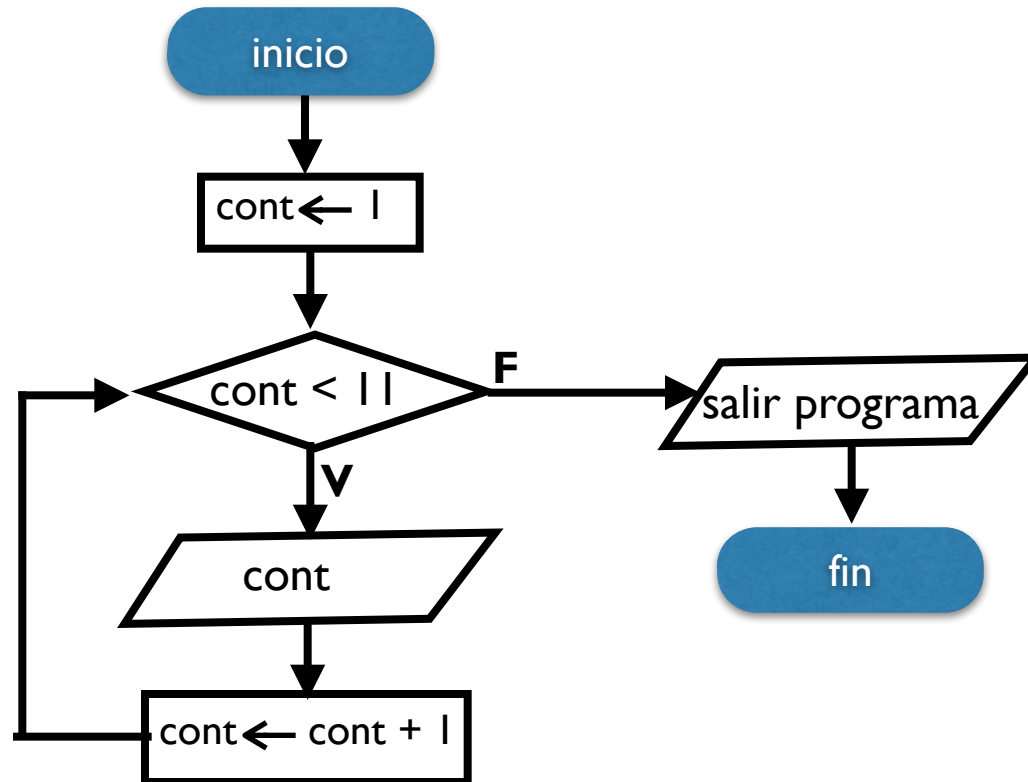 inicio
cont ← 1
cont < 11
F
salir programa
V
cont
fin
cont ← cont + 1